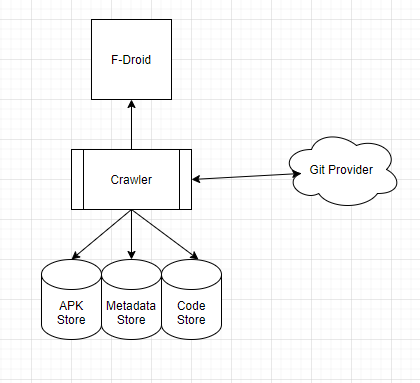 F-Droid
Crawler
Git Provider
APK
Store
Metadata
Store
Code
Store